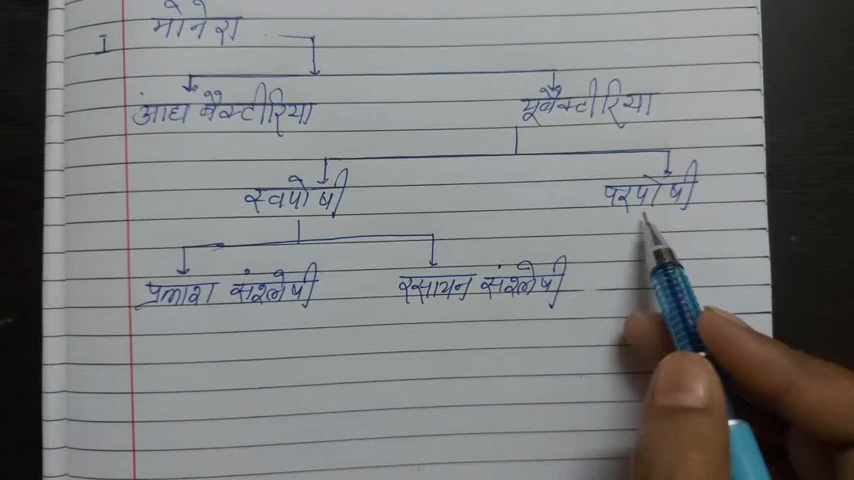 I मोनेरा
आद्य बैक्टीरिया यूबैक्टीरिया
स्वपोषी परपोषी
प्रकाश संश्लेषी रसायन संश्लेषी